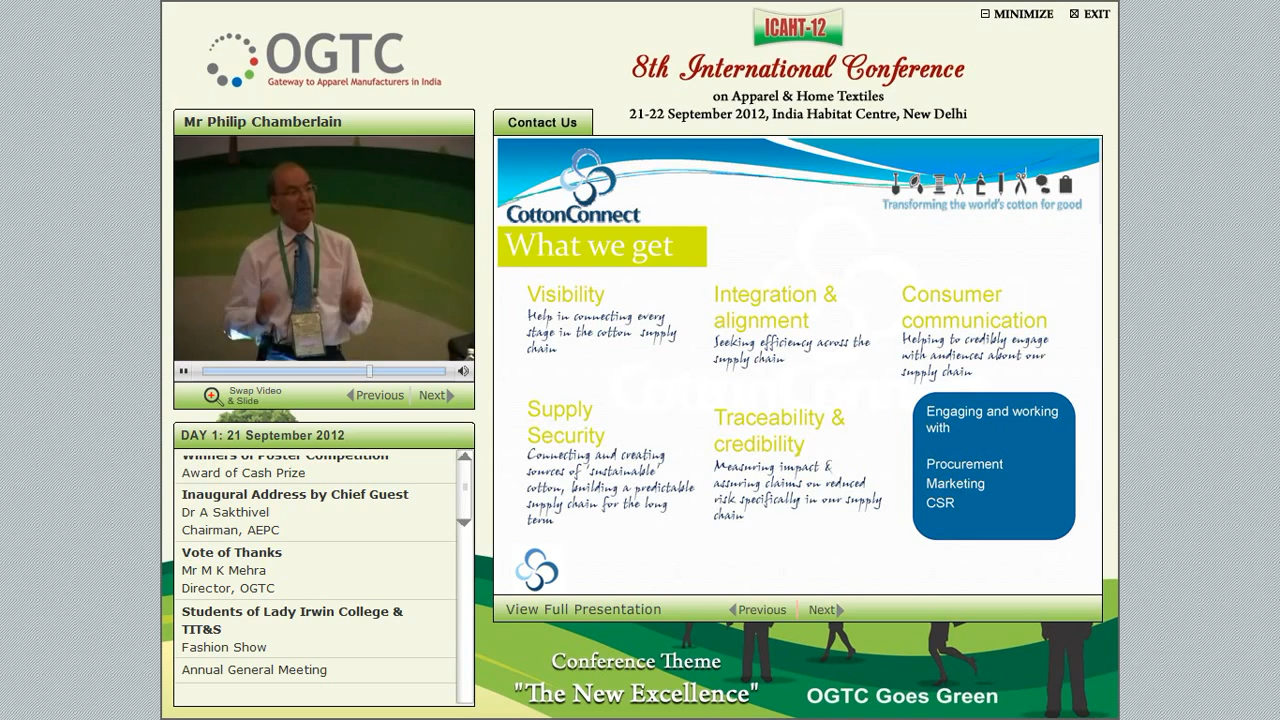 MINIMIZE EXIT
ICAHT-12
OGTC
Gateway to Apparel Manufacturers in India
8th International Conference
on Apparel & Home Textiles
21-22 September 2012, India Habitat Centre, New Delhi
Mr Philip Chamberlain
Swap Video
& Slide
Previous Next
DAY 1: 21 September 2012
Winners of Poster Competition
Award of Cash Prize
Inaugural Address by Chief Guest
Dr A Sakthivel
Chairman, AEPC
Vote of Thanks
Mr M K Mehra
Director, OGTC
Students of Lady Irwin College &
TIT&S
Fashion Show
Annual General Meeting
Contact Us
CottonConnect
Transforming the world's cotton for good
What we get
Visibility
Help in connecting every
stage in the cotton supply
chain
Integration &
alignment
Seeking efficiency across the
supply chain
Consumer
communication
Helping to credibly engage
with audiences about our
supply chain
Supply
Security
Connecting and creating
sources of 'sustainable'
cotton, building a predictable
supply chain for the long
term
Traceability &
credibility
Measuring impact &
assuring claims on reduced
risk specifically in our supply
chain
Engaging and working
with
Procurement
Marketing
CSR
View Full Presentation
Previous Next
Conference Theme
"The New Excellence"
OGTC Goes Green